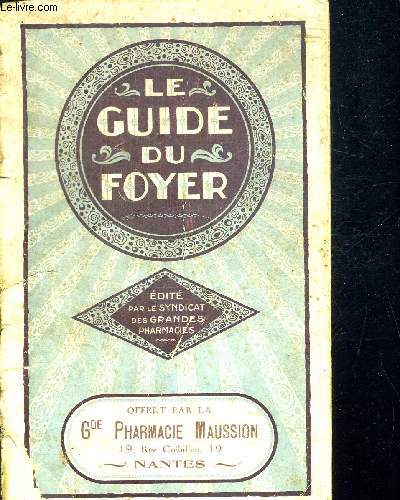 Le-Livre.com
LE
GUIDE
DU
FOYER
ÉDITÉ
PAR LE SYNDICAT
DES GRANDES
PHARMACIES
OFFERT PAR LA
GDE PHARMACIE MAUSSION
19, Rue Crébillon, 19
NANTES